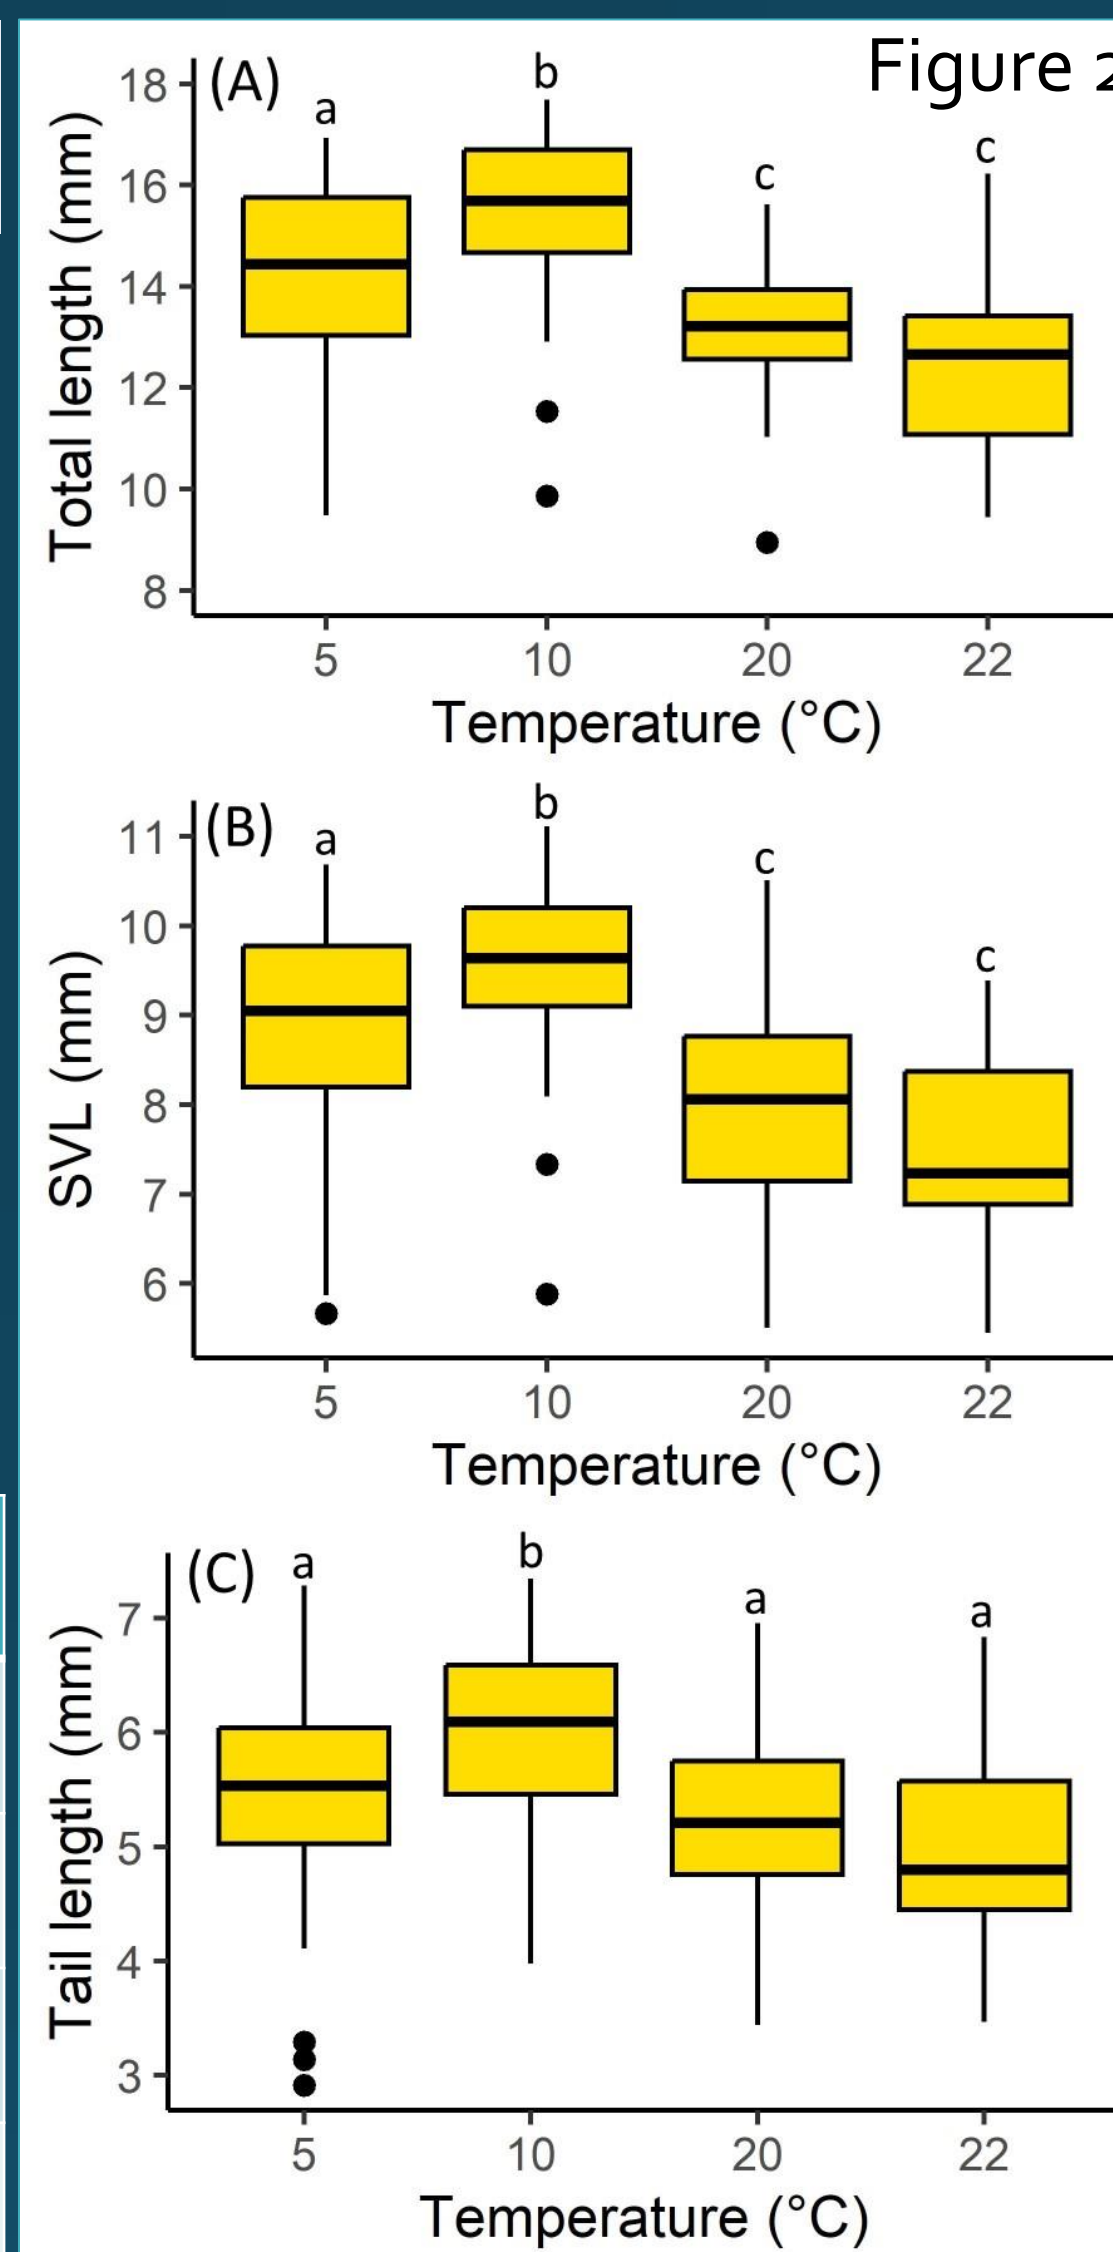 Figure 2
(A)
a
b
c
c
Total length (mm)
18
16
14
12
10
8
5 10 20 22
Temperature (°C)
(B)
a
b
c
c
SVL (mm)
11
10
9
8
7
6
5 10 20 22
Temperature (°C)
(C)
a
b
a
a
Tail length (mm)
7
6
5
4
3
5 10 20 22
Temperature (°C)